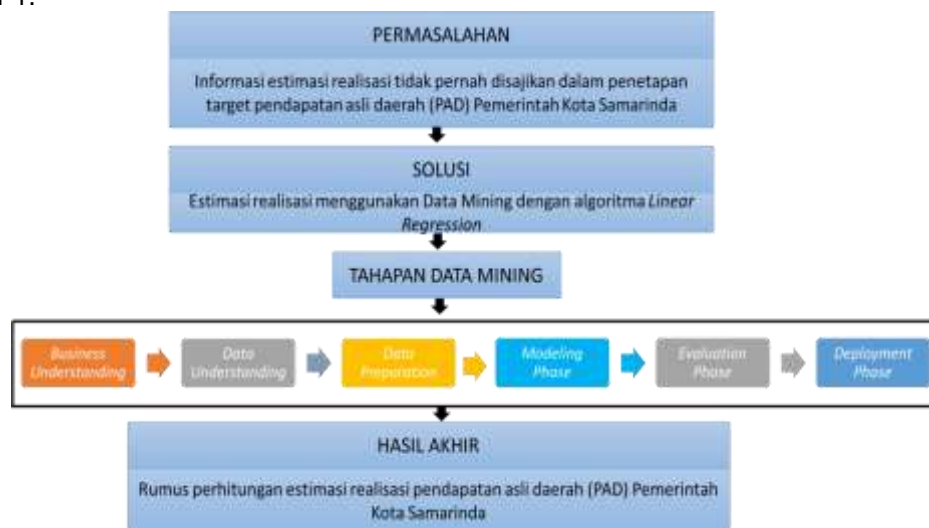 PERMASALAHAN
Informasi estimasi realisasi tidak pernah disajikan dalam penetapan
target pendapatan asli daerah (PAD) Pemerintah Kota Samarinda
SOLUSI
Estimasi realisasi menggunakan Data Mining dengan algoritma Linear
Regression
TAHAPAN DATA MINING
Business
Understanding
Data
Understanding
Data
Preparation
Modeling
Phase
Evaluation
Phase
Deployment
Phase
HASIL AKHIR
Rumus perhitungan estimasi realisasi pendapatan asli daerah (PAD) Pemerintah
Kota Samarinda